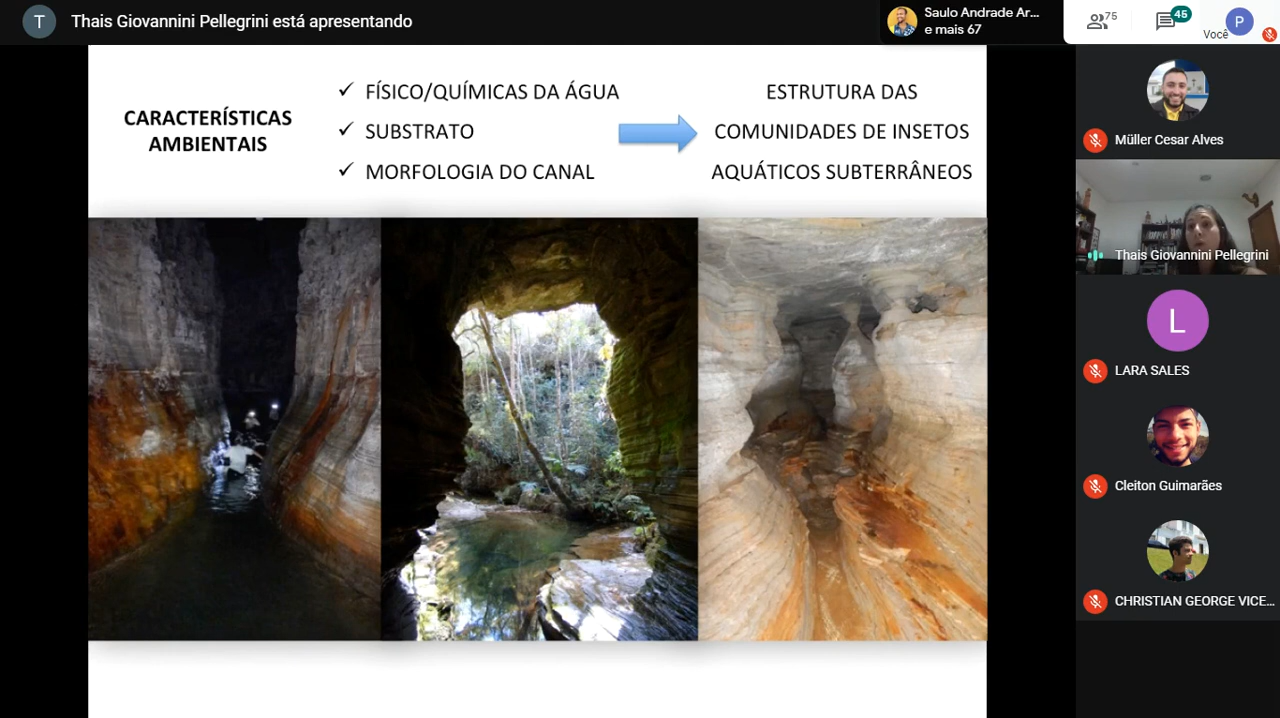 T
Thais Giovannini Pellegrini está apresentando
Saulo Andrade Ar...
e mais 67
75
45
Você
P
CARACTERÍSTICAS
AMBIENTAIS
✓ FÍSICO/QUÍMICAS DA ÁGUA
✓ SUBSTRATO
✓ MORFOLOGIA DO CANAL
ESTRUTURA DAS
COMUNIDADES DE INSETOS
AQUÁTICOS SUBTERRÂNEOS
Müller Cesar Alves
Thais Giovannini Pellegrini
L
LARA SALES
Cleiton Guimarães
CHRISTIAN GEORGE VICE...